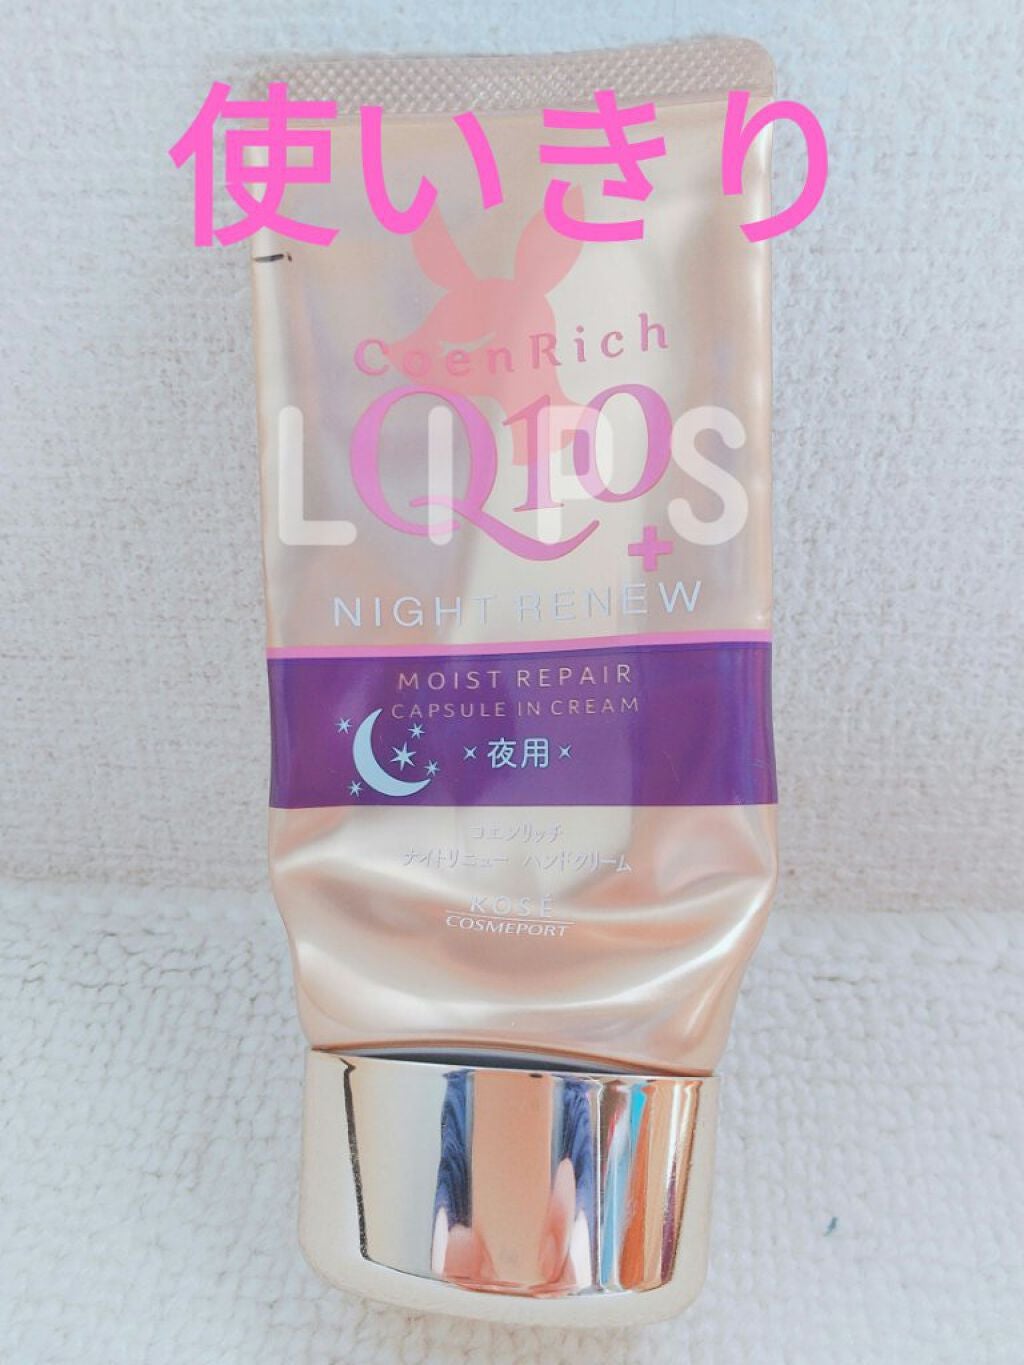 使いきり
CoenRich
Q10
LIPS
+
NIGHT RENEW
MOIST REPAIR
CAPSULE IN CREAM
夜用
コエンリッチ
ナイトリニュー ハンドクリーム
KOSÉ
COSMEPORT